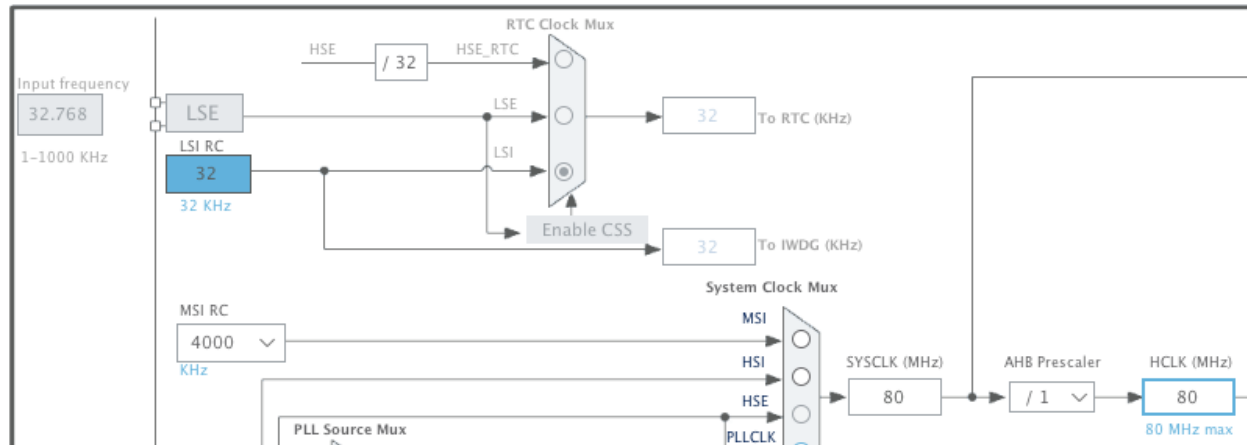 RTC Clock Mux
HSE
/ 32
HSE_RTC
Input frequency
32.768
1-1000 KHz
LSE
LSE
32
To RTC (KHz)
LSI RC
32
32 KHz
LSI
Enable CSS
32
To IWDG (KHz)
System Clock Mux
MSI RC
4000
KHz
MSI
HSI
HSE
PLLCLK
SYSCLK (MHz)
80
AHB Prescaler
/ 1
HCLK (MHz)
80
80 MHz max
PLL Source Mux